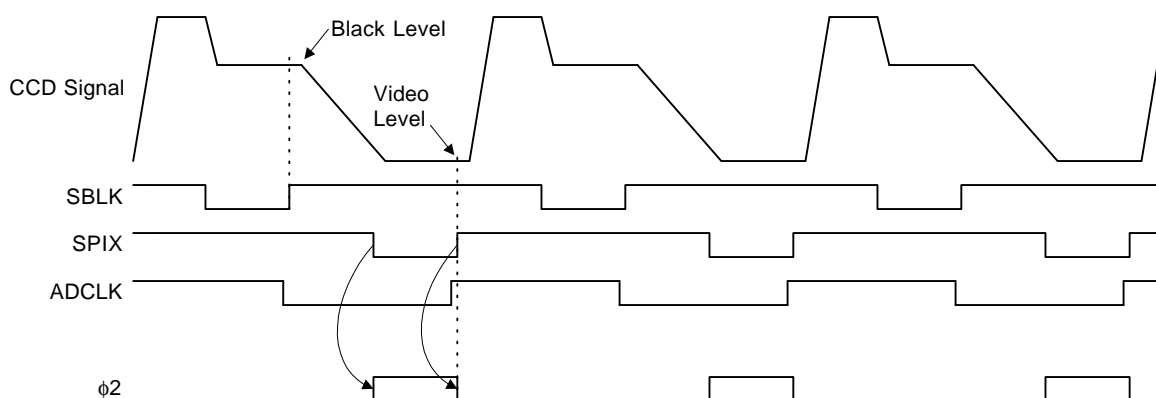 Black Level
CCD Signal
Video
Level
SBLK
SPIX
ADCLK
ϕ2